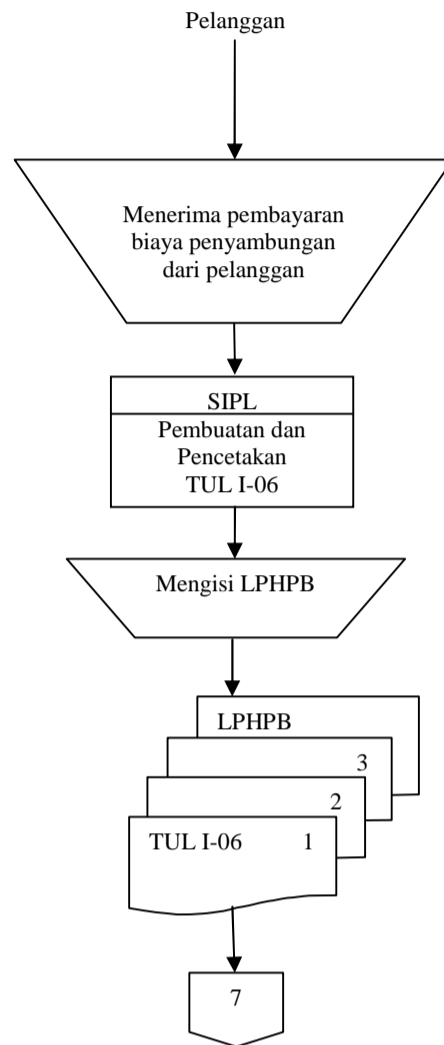 Pelanggan
Menerima pembayaran
biaya penyambungan
dari pelanggan
SIPL
Pembuatan dan
Pencetakan
TUL I-06
Mengisi LPHPB
LPHPB
3
2
TUL I-06 1
7